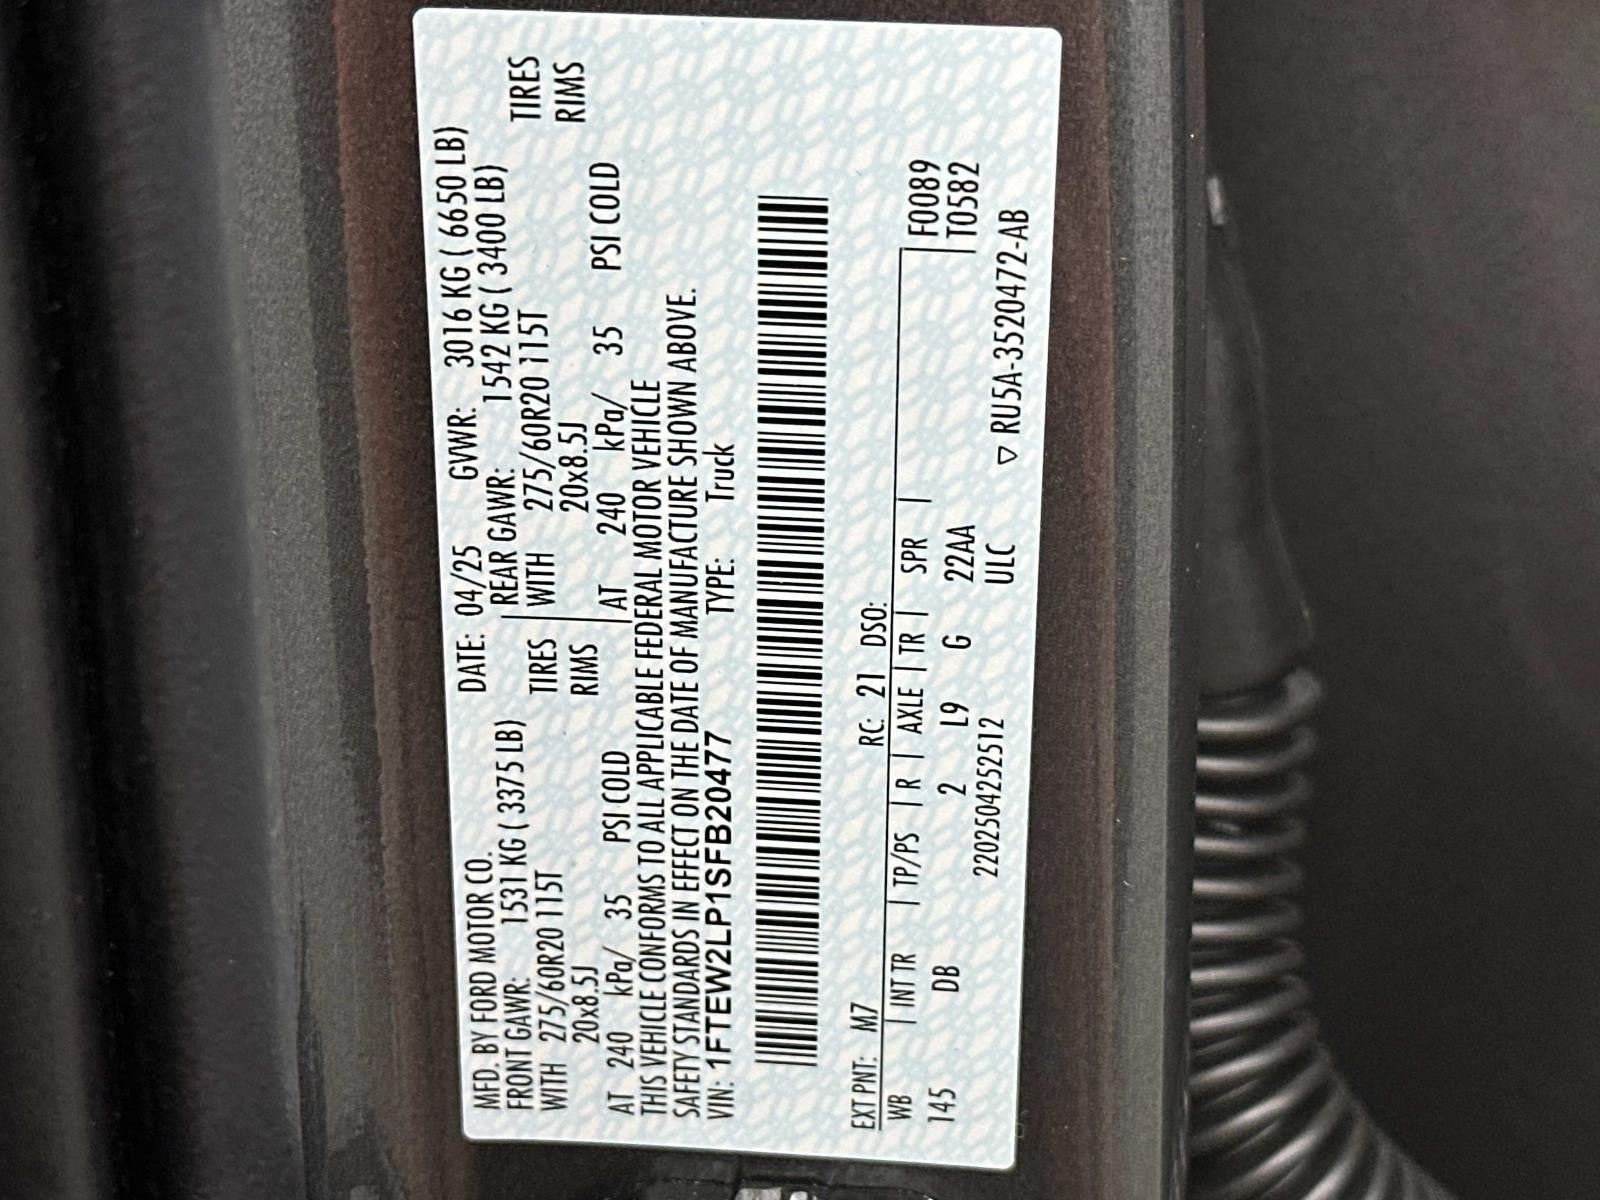 MFD. BY FORD MOTOR CO. DATE: 04/25 GVWR: 3016 KG ( 6650 LB)
FRONT GAWR: 1531 KG ( 3375 LB) REAR GAWR: 1542 KG ( 3400 LB)
WITH 275/60R20 115T TIRES WITH 275/60R20 115T TIRES
20x8.5J RIMS 20x8.5J RIMS
AT 240 kPa/ 35 PSI COLD AT 240 kPa/ 35 PSI COLD
THIS VEHICLE CONFORMS TO ALL APPLICABLE FEDERAL MOTOR VEHICLE
SAFETY STANDARDS IN EFFECT ON THE DATE OF MANUFACTURE SHOWN ABOVE.
VIN: 1FTEW2LP1SFB20477 TYPE: Truck
EXT PNT: M7 RC: 21 DSO:
WB | INT TR | TP/PS | R | AXLE | TR | SPR | F0089
145 DB 2 L9 G 22AA T0582
ULC
2202504252512 ▽ RU5A-3520472-AB